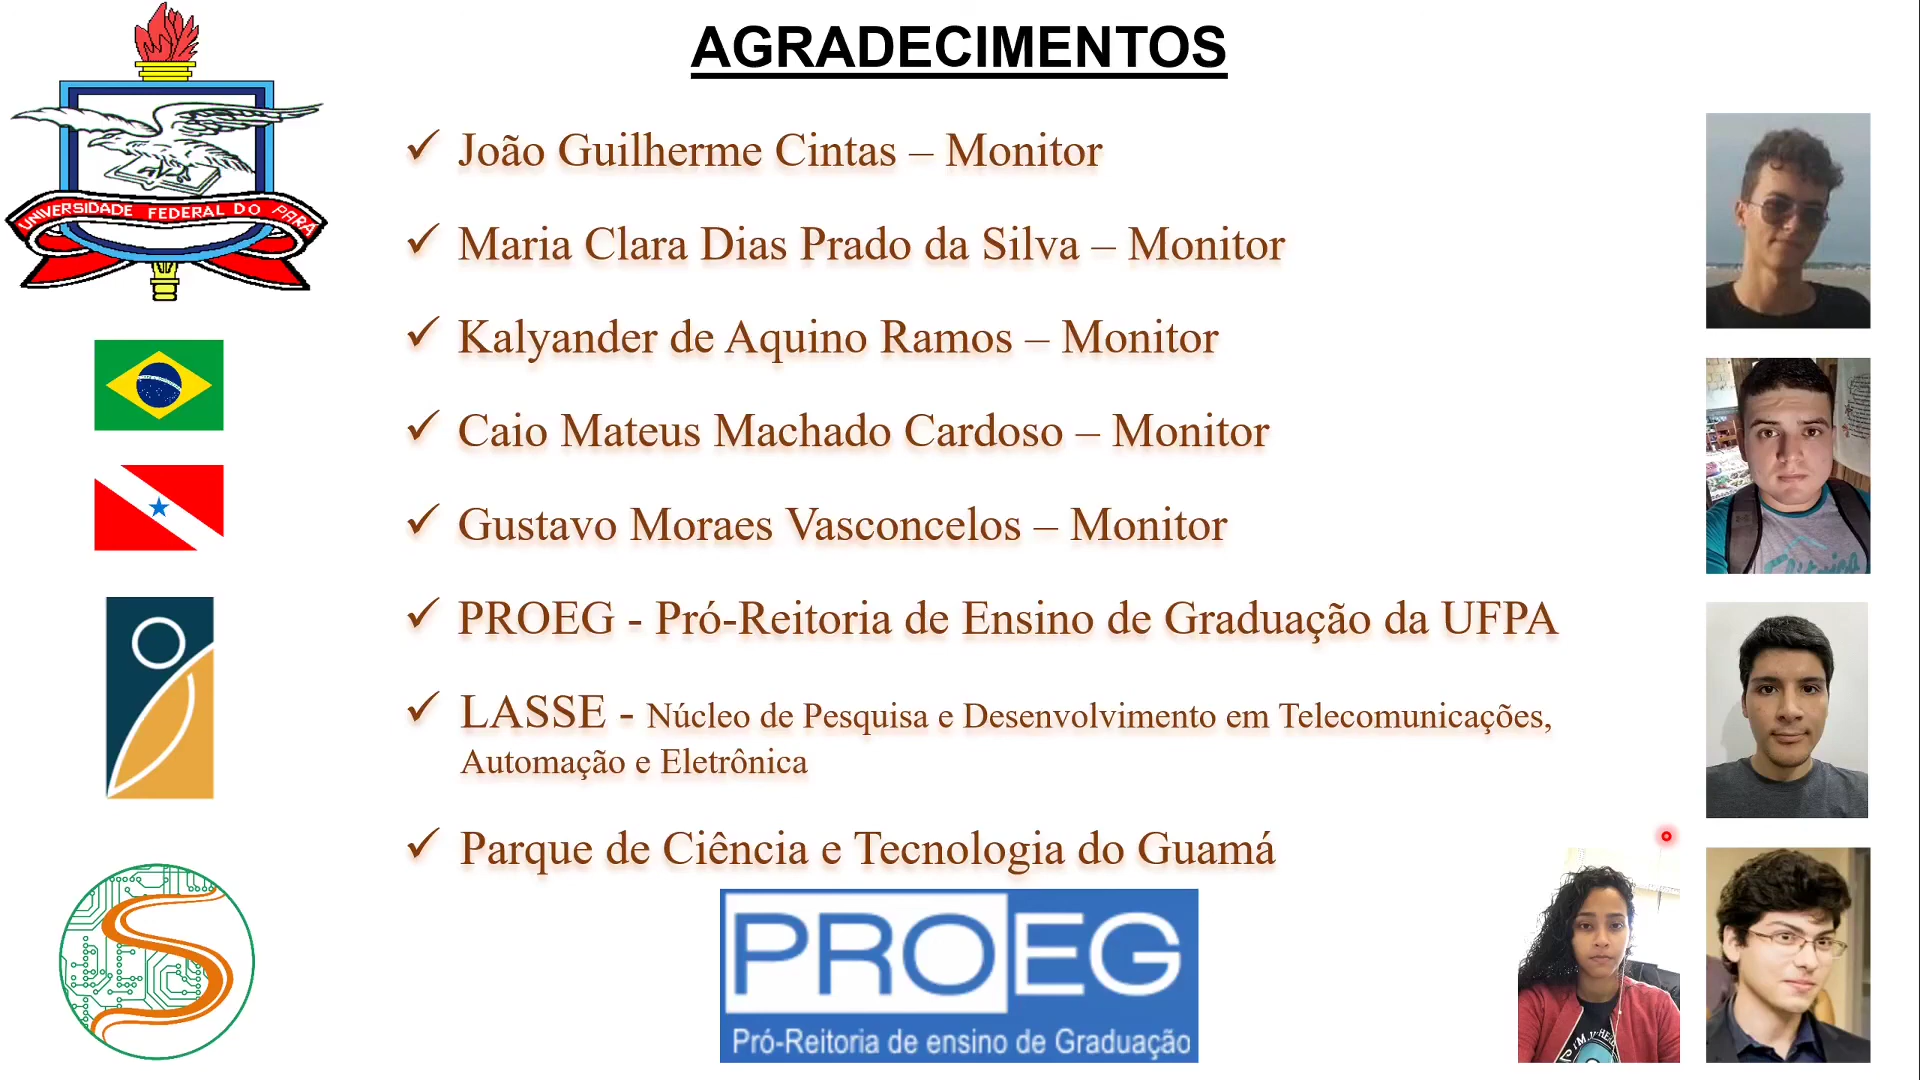 AGRADECIMENTOS
UNIVERSIDADE FEDERAL DO PARÁ
✓ João Guilherme Cintas – Monitor
✓ Maria Clara Dias Prado da Silva – Monitor
✓ Kalyander de Aquino Ramos – Monitor
✓ Caio Mateus Machado Cardoso – Monitor
✓ Gustavo Moraes Vasconcelos – Monitor
✓ PROEG - Pró-Reitoria de Ensino de Graduação da UFPA
✓ LASSE - Núcleo de Pesquisa e Desenvolvimento em Telecomunicações,
Automação e Eletrônica
✓ Parque de Ciência e Tecnologia do Guamá
PROEG
Pró-Reitoria de ensino de Graduação